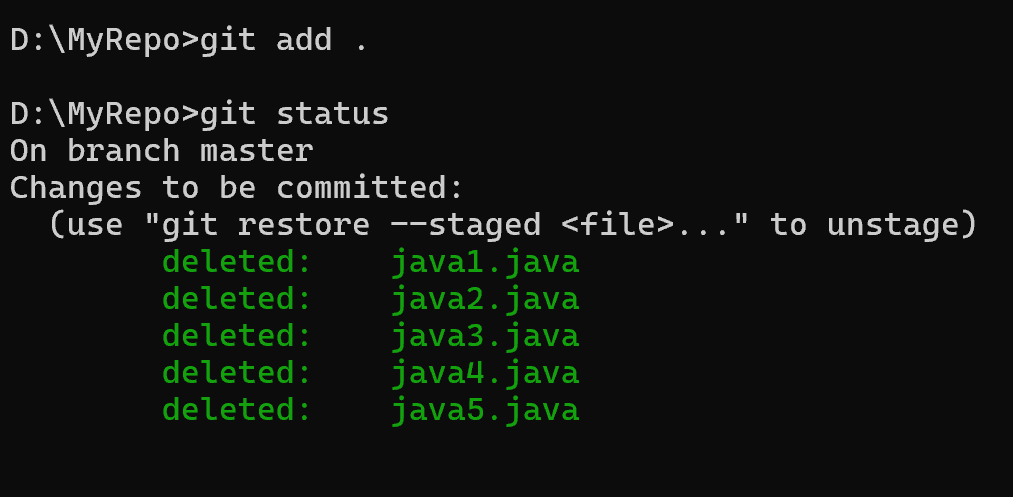 D:\MyRepo>git add .
D:\MyRepo>git status
On branch master
Changes to be committed:
  (use "git restore --staged <file>..." to unstage)
        deleted:    java1.java
        deleted:    java2.java
        deleted:    java3.java
        deleted:    java4.java
        deleted:    java5.java